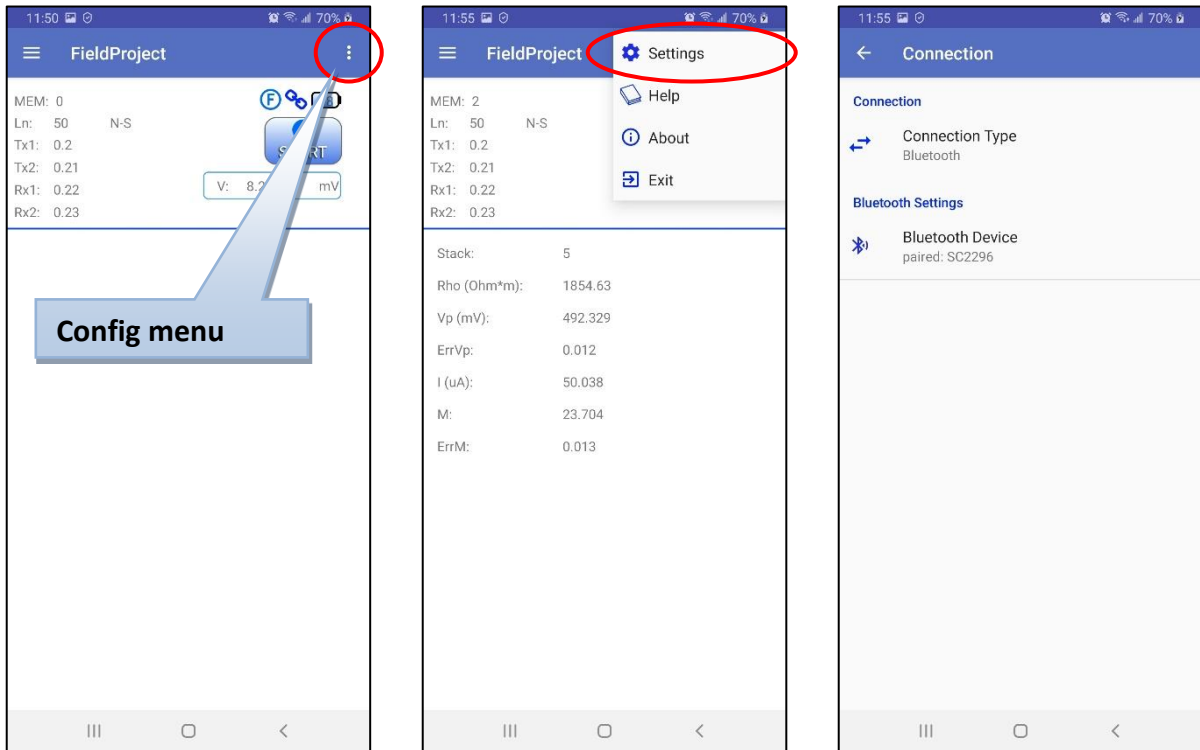 11:50
70%
FieldProject
MEM: 0
Ln: 50 N-S
Tx1: 0.2
Tx2: 0.21
Rx1: 0.22
Rx2: 0.23
F
V: mV
Config menu
11:55
70%
FieldProject
Settings
Help
About
Exit
MEM: 2
Ln: 50 N-S
Tx1: 0.2
Tx2: 0.21
Rx1: 0.22
Rx2: 0.23
Stack: 5
Rho (Ohm*m): 1854.63
Vp (mV): 492.329
ErrVp: 0.012
I (uA): 50.038
M: 23.704
ErrM: 0.013
11:55
70%
Connection
Connection
Connection Type
Bluetooth
Bluetooth Settings
Bluetooth Device
paired: SC2296